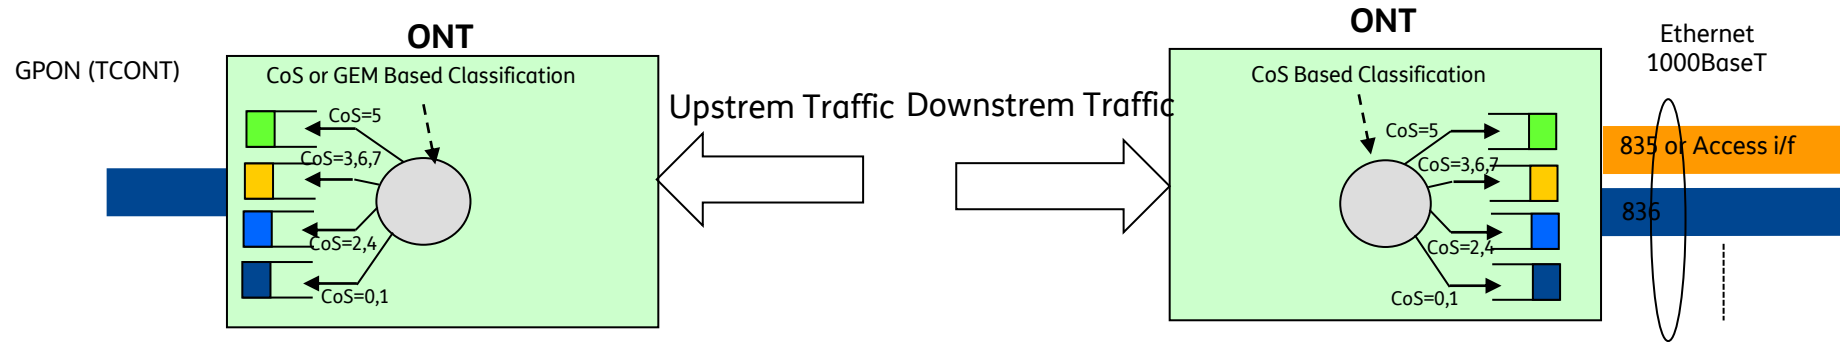 ONT
ONT
GPON (TCONT)
CoS or GEM Based Classification
CoS=5
CoS=3,6,7
CoS=2,4
CoS=0,1
Upstrem Traffic
Downstrem Traffic
CoS Based Classification
CoS=5
CoS=3,6,7
CoS=2,4
CoS=0,1
Ethernet
1000BaseT
835 or Access i/f
836